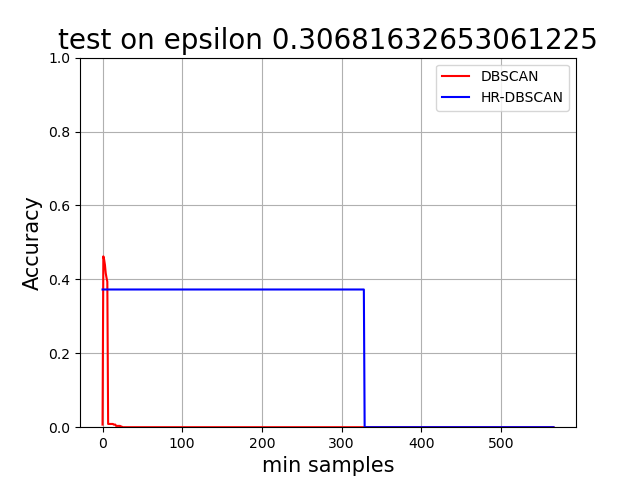 test on epsilon 0.30681632653061225
1.0
0.8
0.6
0.4
0.2
0.0
Accuracy
DBSCAN
HR-DBSCAN
0 100 200 300 400 500
min samples